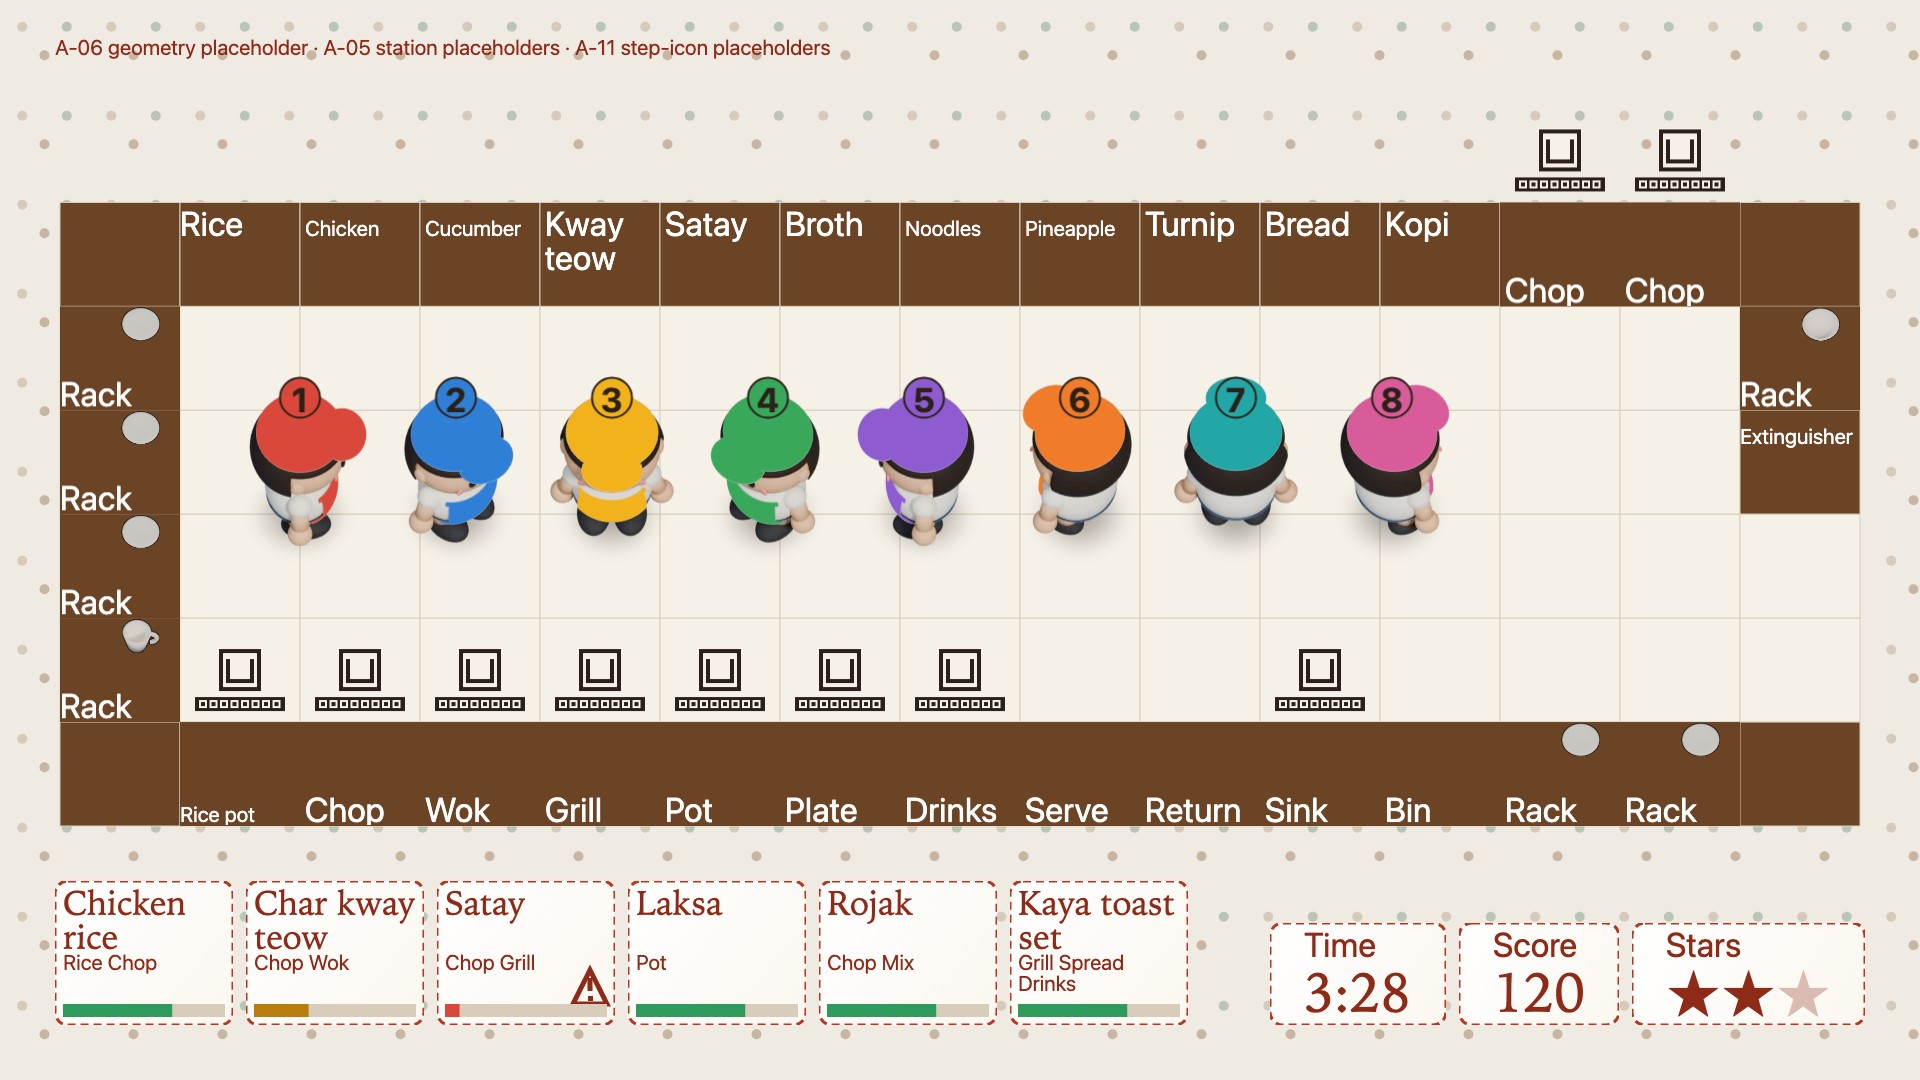 A-06 geometry placeholder · A-05 station placeholders · A-11 step-icon placeholders
Rice
Chicken
Cucumber
Kway
teow
Satay
Broth
Noodles
Pineapple
Turnip
Bread
Kopi
Chop
Chop
Rack
Rack
1
2
3
4
5
6
7
8
Extinguisher
Rack
Rack
Rack
Rice pot
Chop
Wok
Grill
Pot
Plate
Drinks
Serve
Return
Sink
Bin
Rack
Rack
Chicken
rice
Rice Chop
Char kway
teow
Chop Wok
Satay
Chop Grill
Laksa
Pot
Rojak
Chop Mix
Kaya toast
set
Grill Spread
Drinks
Time
3:28
Score
120
Stars